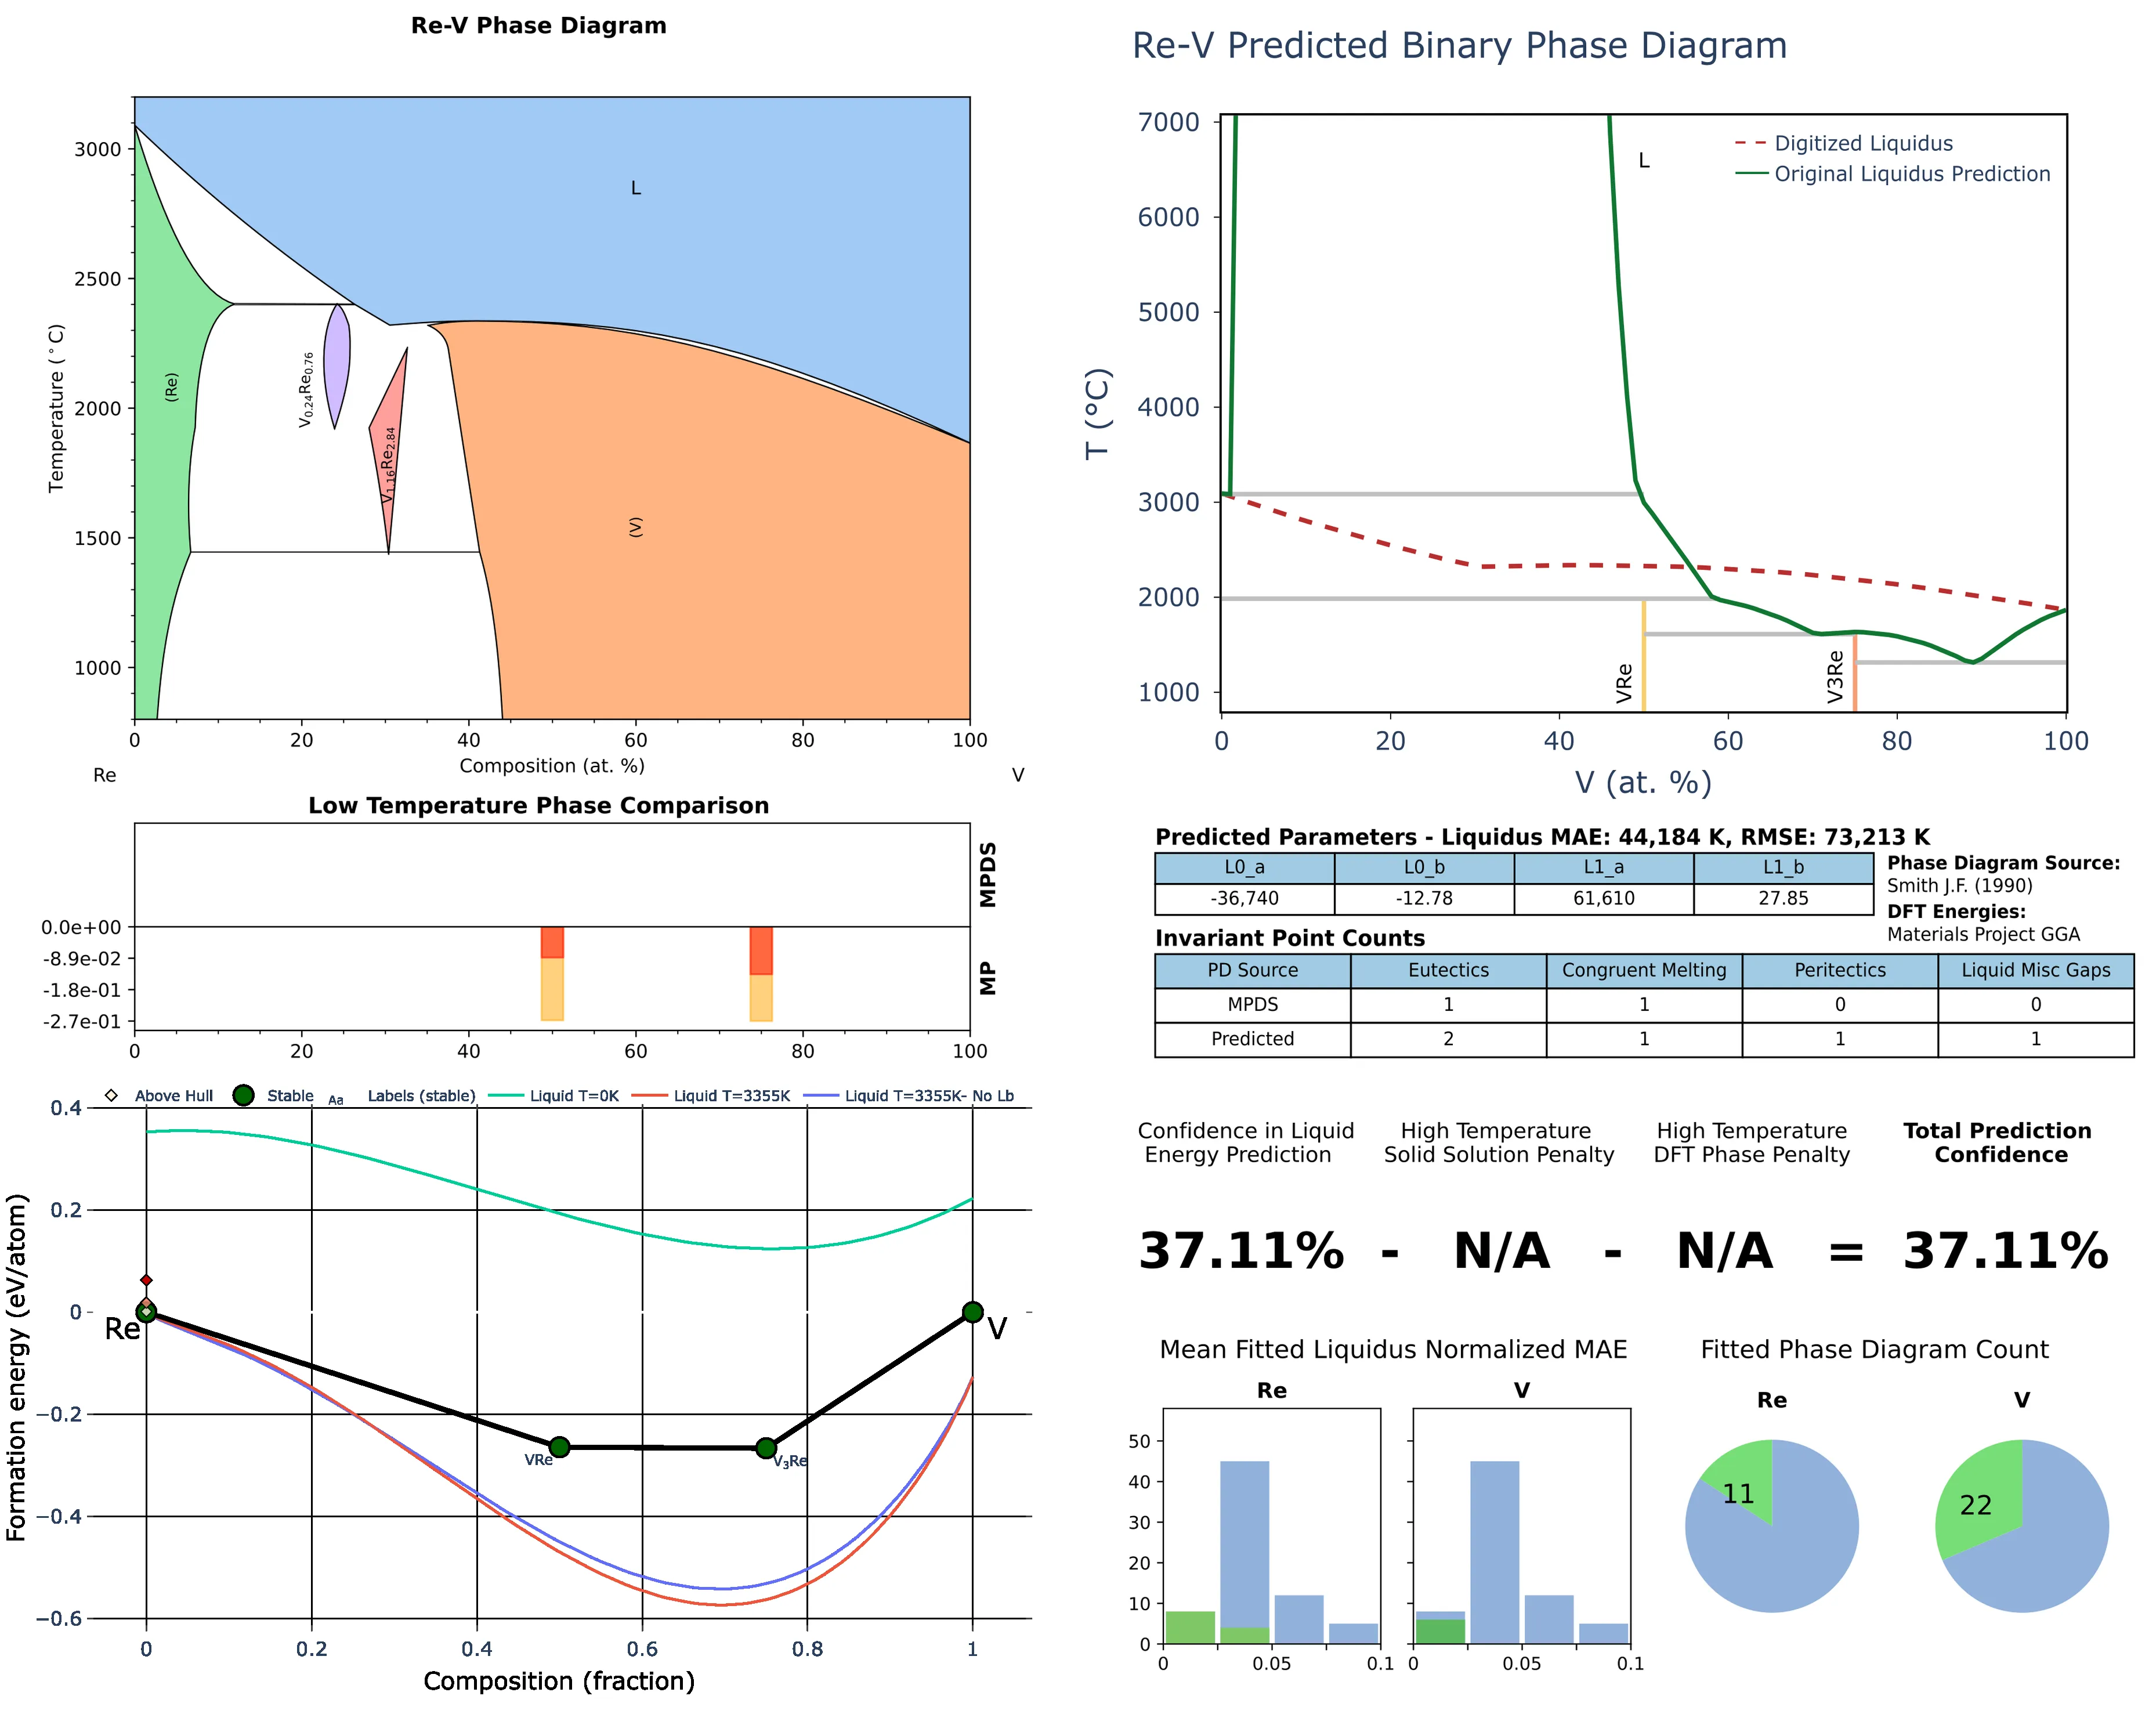 Re-V Phase Diagram
Temperature (°C)
3000
2500
2000
1500
1000
L
(Re)
V0.24Re0.76
V1.16Re2.84
(V)
0 20 40 60 80 100
Composition (at. %)
Re V
Low Temperature Phase Comparison
0.0e+00
-8.9e-02
-1.8e-01
-2.7e-01
MPDS
MP
0 20 40 60 80 100
Above Hull Stable Aa Labels (stable) Liquid T=0K Liquid T=3355K Liquid T=3355K- No Lb
Formation energy (eV/atom)
0.4
0.2
0
−0.2
−0.4
−0.6
Re
V
VRe
V3Re
0 0.2 0.4 0.6 0.8 1
Composition (fraction)
Re-V Predicted Binary Phase Diagram
T (°C)
7000
6000
5000
4000
3000
2000
1000
L
Digitized Liquidus
Original Liquidus Prediction
VRe
V3Re
0 20 40 60 80 100
V (at. %)
Predicted Parameters - Liquidus MAE: 44,184 K, RMSE: 73,213 K
L0_a L0_b L1_a L1_b
-36,740 -12.78 61,610 27.85
Phase Diagram Source:
Smith J.F. (1990)
DFT Energies:
Materials Project GGA
Invariant Point Counts
PD Source Eutectics Congruent Melting Peritectics Liquid Misc Gaps
MPDS 1 1 0 0
Predicted 2 1 1 1
Confidence in Liquid Energy Prediction
High Temperature Solid Solution Penalty
High Temperature DFT Phase Penalty
Total Prediction Confidence
37.11% - N/A - N/A = 37.11%
Mean Fitted Liquidus Normalized MAE
Re V
50
40
30
20
10
0
0 0.05 0.1 0 0.05 0.1
Fitted Phase Diagram Count
Re V
11 22